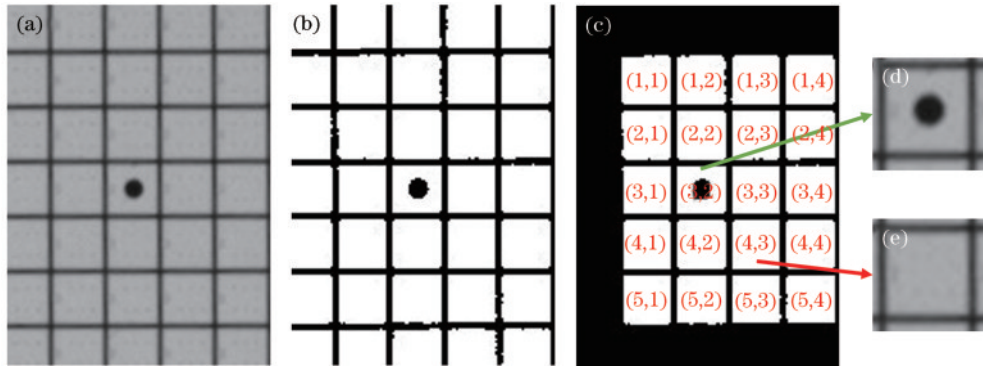 (a)
(b)
(c)
(d)
(e)
(1,1) (1,2) (1,3) (1,4)
(2,1) (2,2) (2,3) (2,4)
(3,1) (3,2) (3,3) (3,4)
(4,1) (4,2) (4,3) (4,4)
(5,1) (5,2) (5,3) (5,4)